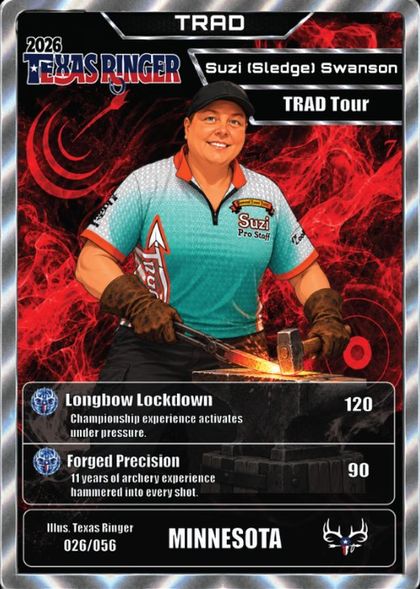 TRAD
2026
TEXAS RINGER
Suzi (Sledge) Swanson
TRAD Tour
Suzi
Pro Staff
Longbow Lockdown
120
Championship experience activates
under pressure.
Forged Precision
90
11 years of archery experience
hammered into every shot.
Illus. Texas Ringer
026/056
MINNESOTA